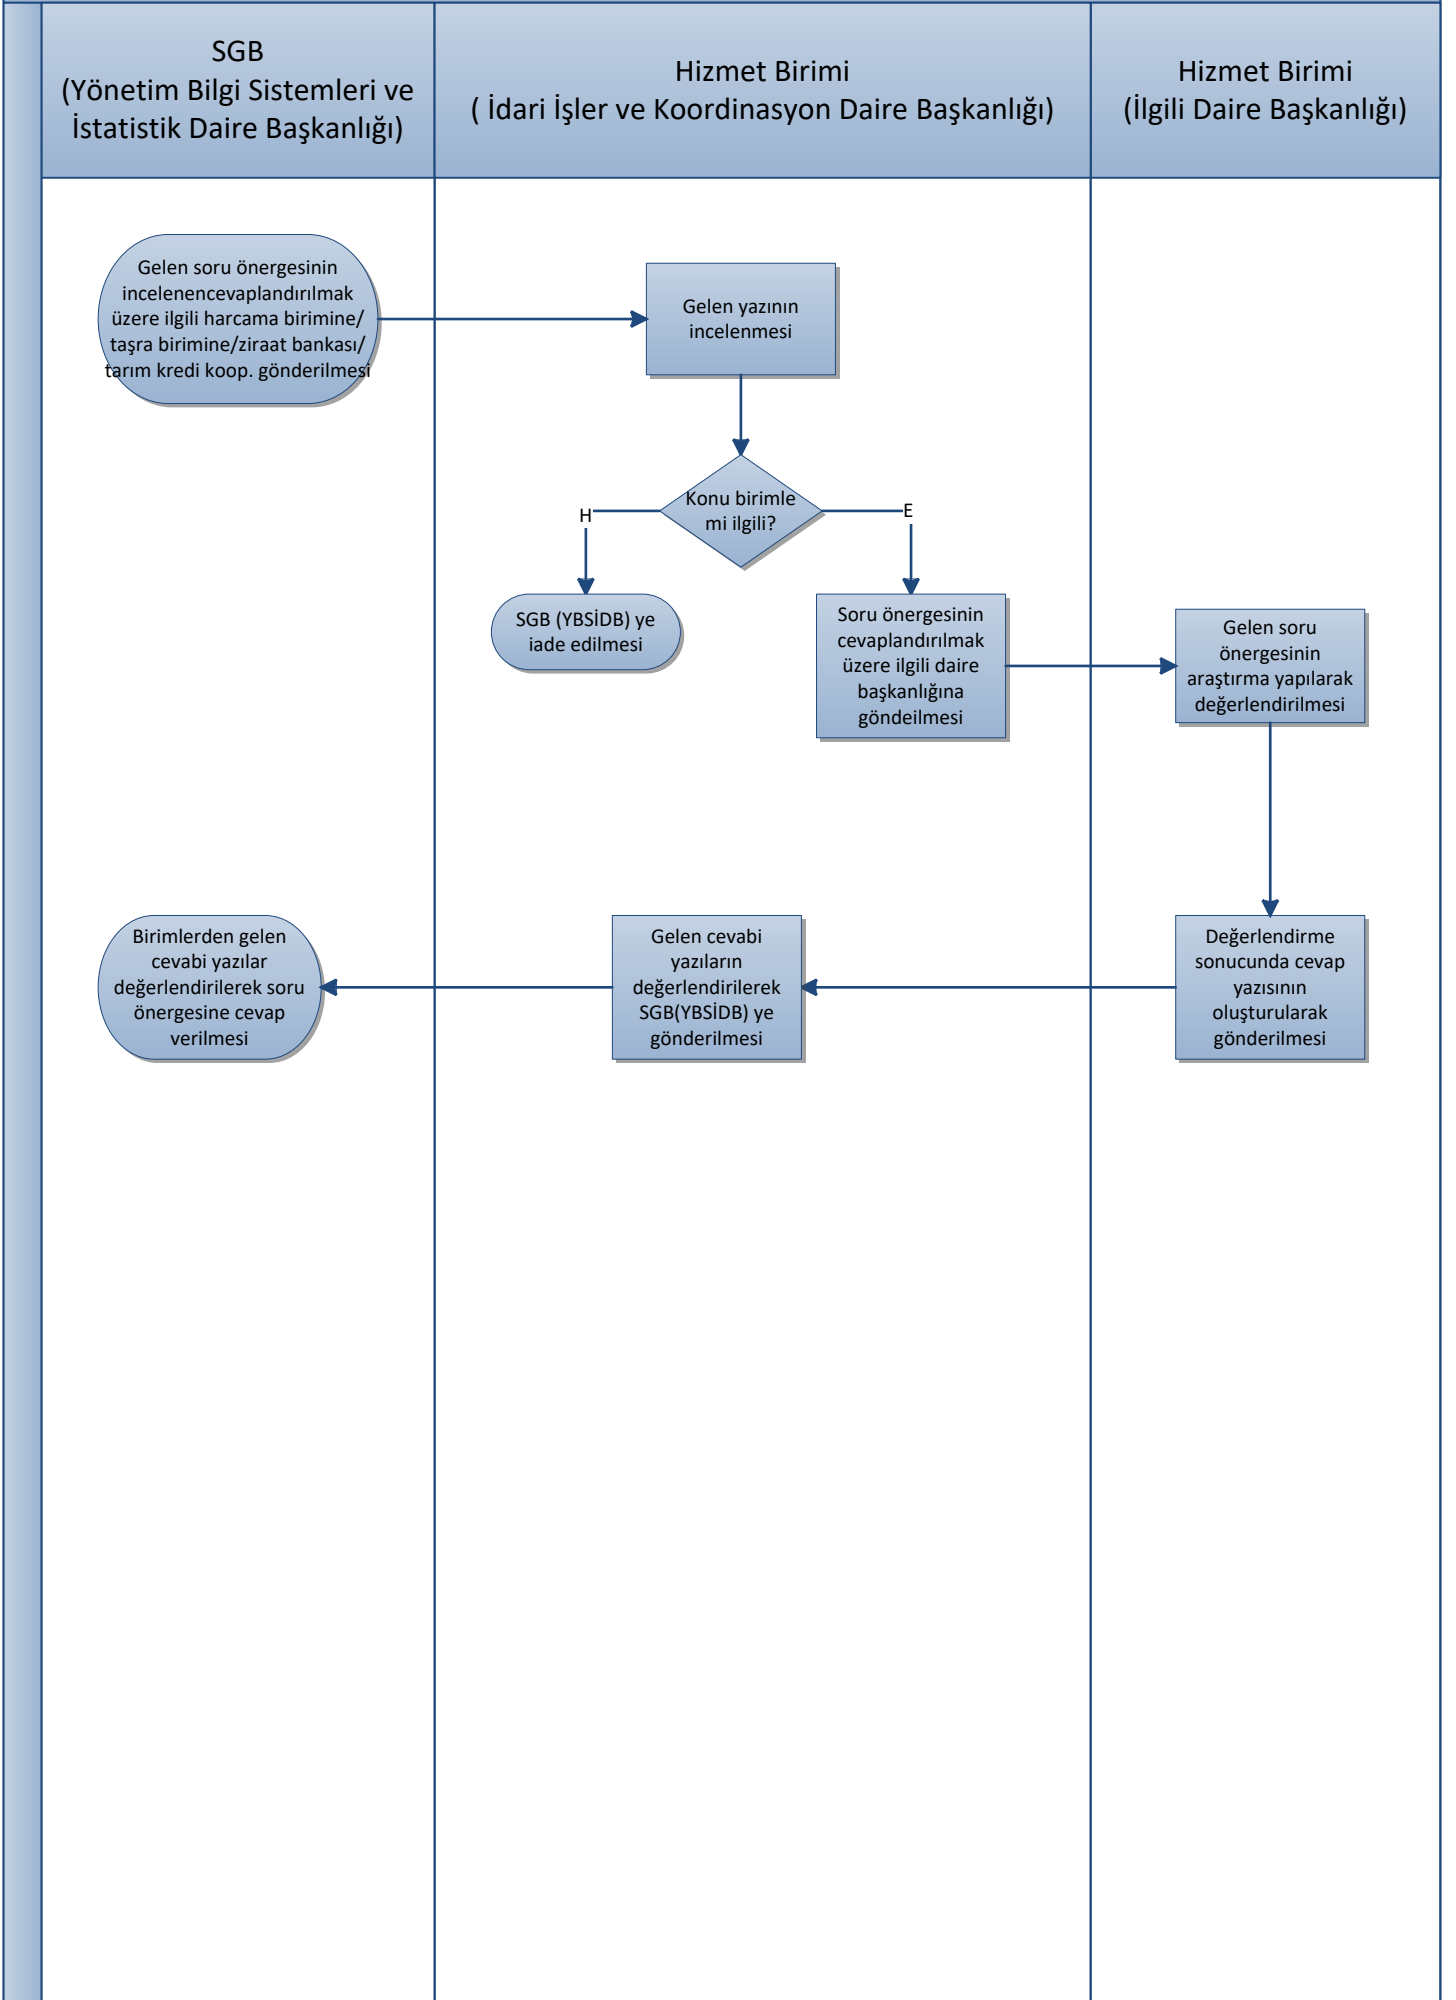 SGB
(Yönetim Bilgi Sistemleri ve
İstatistik Daire Başkanlığı)
Hizmet Birimi
( İdari İşler ve Koordinasyon Daire Başkanlığı)
Hizmet Birimi
(İlgili Daire Başkanlığı)
Gelen soru önergesinin
incelenencevaplandırılmak
üzere ilgili harcama birimine/
taşra birimine/ziraat bankası/
tarım kredi koop. gönderilmesi
Gelen yazının
incelenmesi
Konu birimle
mi ilgili?
H
E
SGB (YBSİDB) ye
iade edilmesi
Soru önergesinin
cevaplandırılmak
üzere ilgili daire
başkanlığına
göndeilmesi
Gelen soru
önergesinin
araştırma yapılarak
değerlendirilmesi
Birimlerden gelen
cevabi yazılar
değerlendirilerek soru
önergesine cevap
verilmesi
Gelen cevabi
yazıların
değerlendirilerek
SGB(YBSİDB) ye
gönderilmesi
Değerlendirme
sonucunda cevap
yazısının
oluşturularak
gönderilmesi